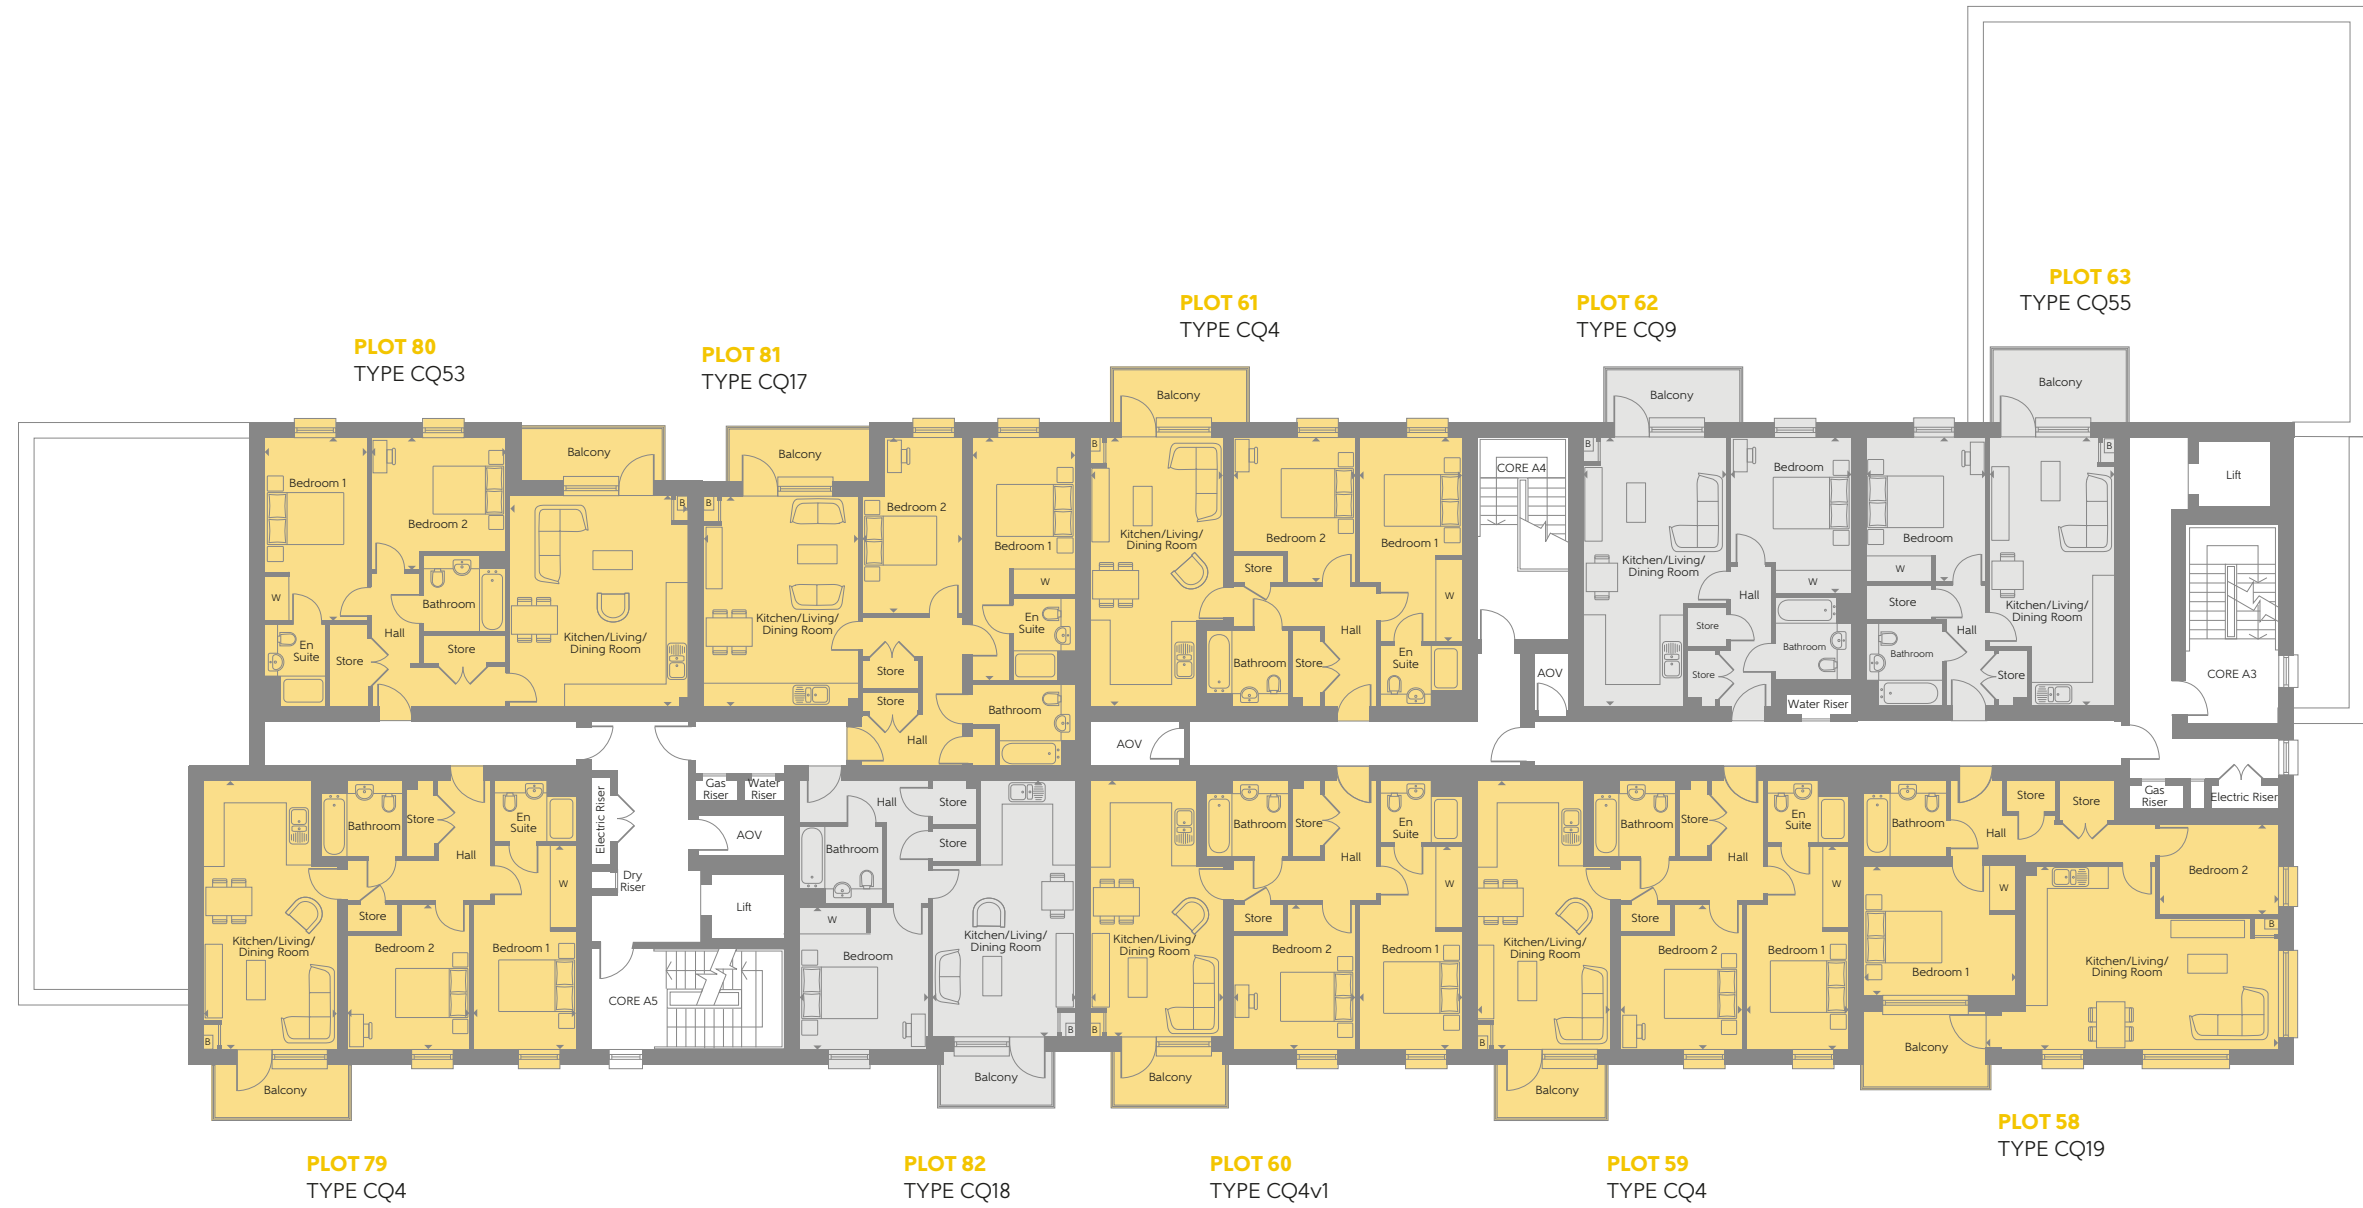 PLOT 63
TYPE CQ55
PLOT 61
TYPE CQ4
PLOT 62
TYPE CQ9
PLOT 80
TYPE CQ53
PLOT 81
TYPE CQ17
Balcony
Bedroom 1
Bedroom 2
Balcony
B
W
Bathroom
Hall
En
Suite
Store
Store
Kitchen/Living/
Dining Room
Balcony
B
Bedroom 2
Bedroom 1
W
Kitchen/Living/
Dining Room
En
Suite
Store
Store
Bathroom
Hall
Balcony
B
Kitchen/Living/
Dining Room
Bedroom 2
Bedroom 1
Store
W
Hall
Bathroom
Store
En
Suite
CORE A4
AOV
AOV
Balcony
B
Bedroom
Kitchen/Living/
Dining Room
W
Hall
Store
Bathroom
Store
Water Riser
B
Bedroom
W
Store
Kitchen/Living/
Dining Room
Hall
Bathroom
Store
Lift
CORE A3
Gas
Riser
Electric Riser
Bathroom
Store
En
Suite
Hall
W
Store
Kitchen/Living/
Dining Room
Bedroom 2
Bedroom 1
B
Balcony
Electric Riser
Dry
Riser
Gas
Riser
Water
Riser
AOV
Lift
CORE A5
Hall
Store
Store
Bathroom
W
Kitchen/Living/
Dining Room
Bedroom
B
Balcony
Bathroom
Store
En
Suite
Hall
W
Store
Kitchen/Living/
Dining Room
Bedroom 2
Bedroom 1
B
Balcony
Bathroom
Store
En
Suite
Hall
W
Store
Kitchen/Living/
Dining Room
Bedroom 2
Bedroom 1
B
Balcony
Bathroom
Store
Store
Hall
Bedroom 2
W
B
Bedroom 1
Kitchen/Living/
Dining Room
Balcony
PLOT 58
TYPE CQ19
PLOT 79
TYPE CQ4
PLOT 82
TYPE CQ18
PLOT 60
TYPE CQ4v1
PLOT 59
TYPE CQ4